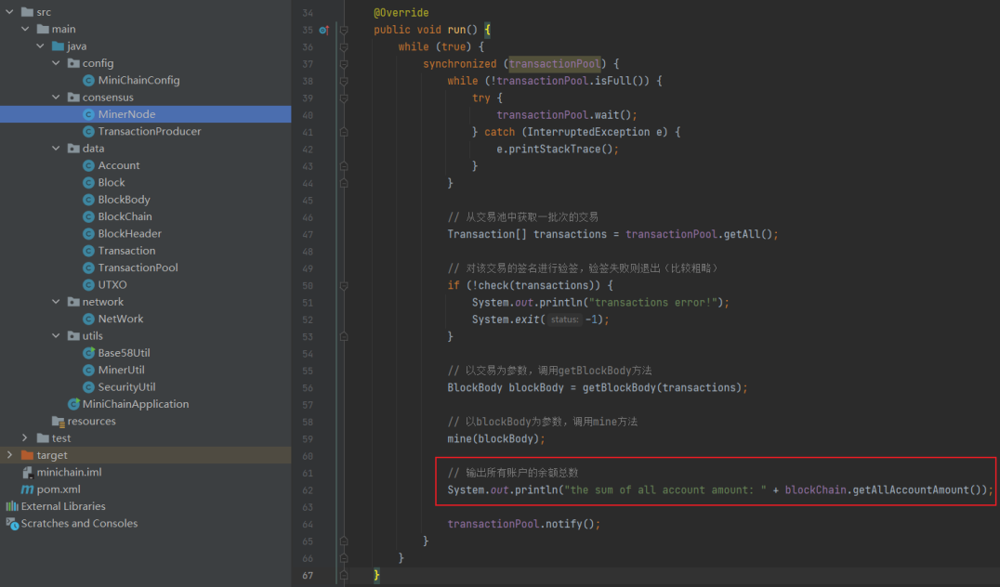 src
main
java
config
MiniChainConfig
consensus
MinerNode
TransactionProducer
data
Account
Block
BlockBody
BlockChain
BlockHeader
Transaction
TransactionPool
UTXO
network
NetWork
utils
Base58Util
MinerUtil
SecurityUtil
MiniChainApplication
resources
test
target
minichain.iml
pom.xml
External Libraries
Scratches and Consoles
34 @Override
35 public void run() {
36 while (true) {
37 synchronized (transactionPool) {
38 while (!transactionPool.isFull()) {
39 try {
40 transactionPool.wait();
41 } catch (InterruptedException e) {
42 e.printStackTrace();
43 }
44 }
45
46 // 从交易池中获取一批次的交易
47 Transaction[] transactions = transactionPool.getAll();
48
49 // 对该交易的签名进行验签，验签失败则退出（比较粗略）
50 if (!check(transactions)) {
51 System.out.println("transactions error!");
52 System.exit( status: -1);
53 }
54
55 // 以交易为参数，调用getBlockBody方法
56 BlockBody blockBody = getBlockBody(transactions);
57
58 // 以blockBody为参数，调用mine方法
59 mine(blockBody);
60
61 // 输出所有账户的余额总数
62 System.out.println("the sum of all account amount: " + blockChain.getAllAccountAmount());
63
64 transactionPool.notify();
65 }
66 }
67 }